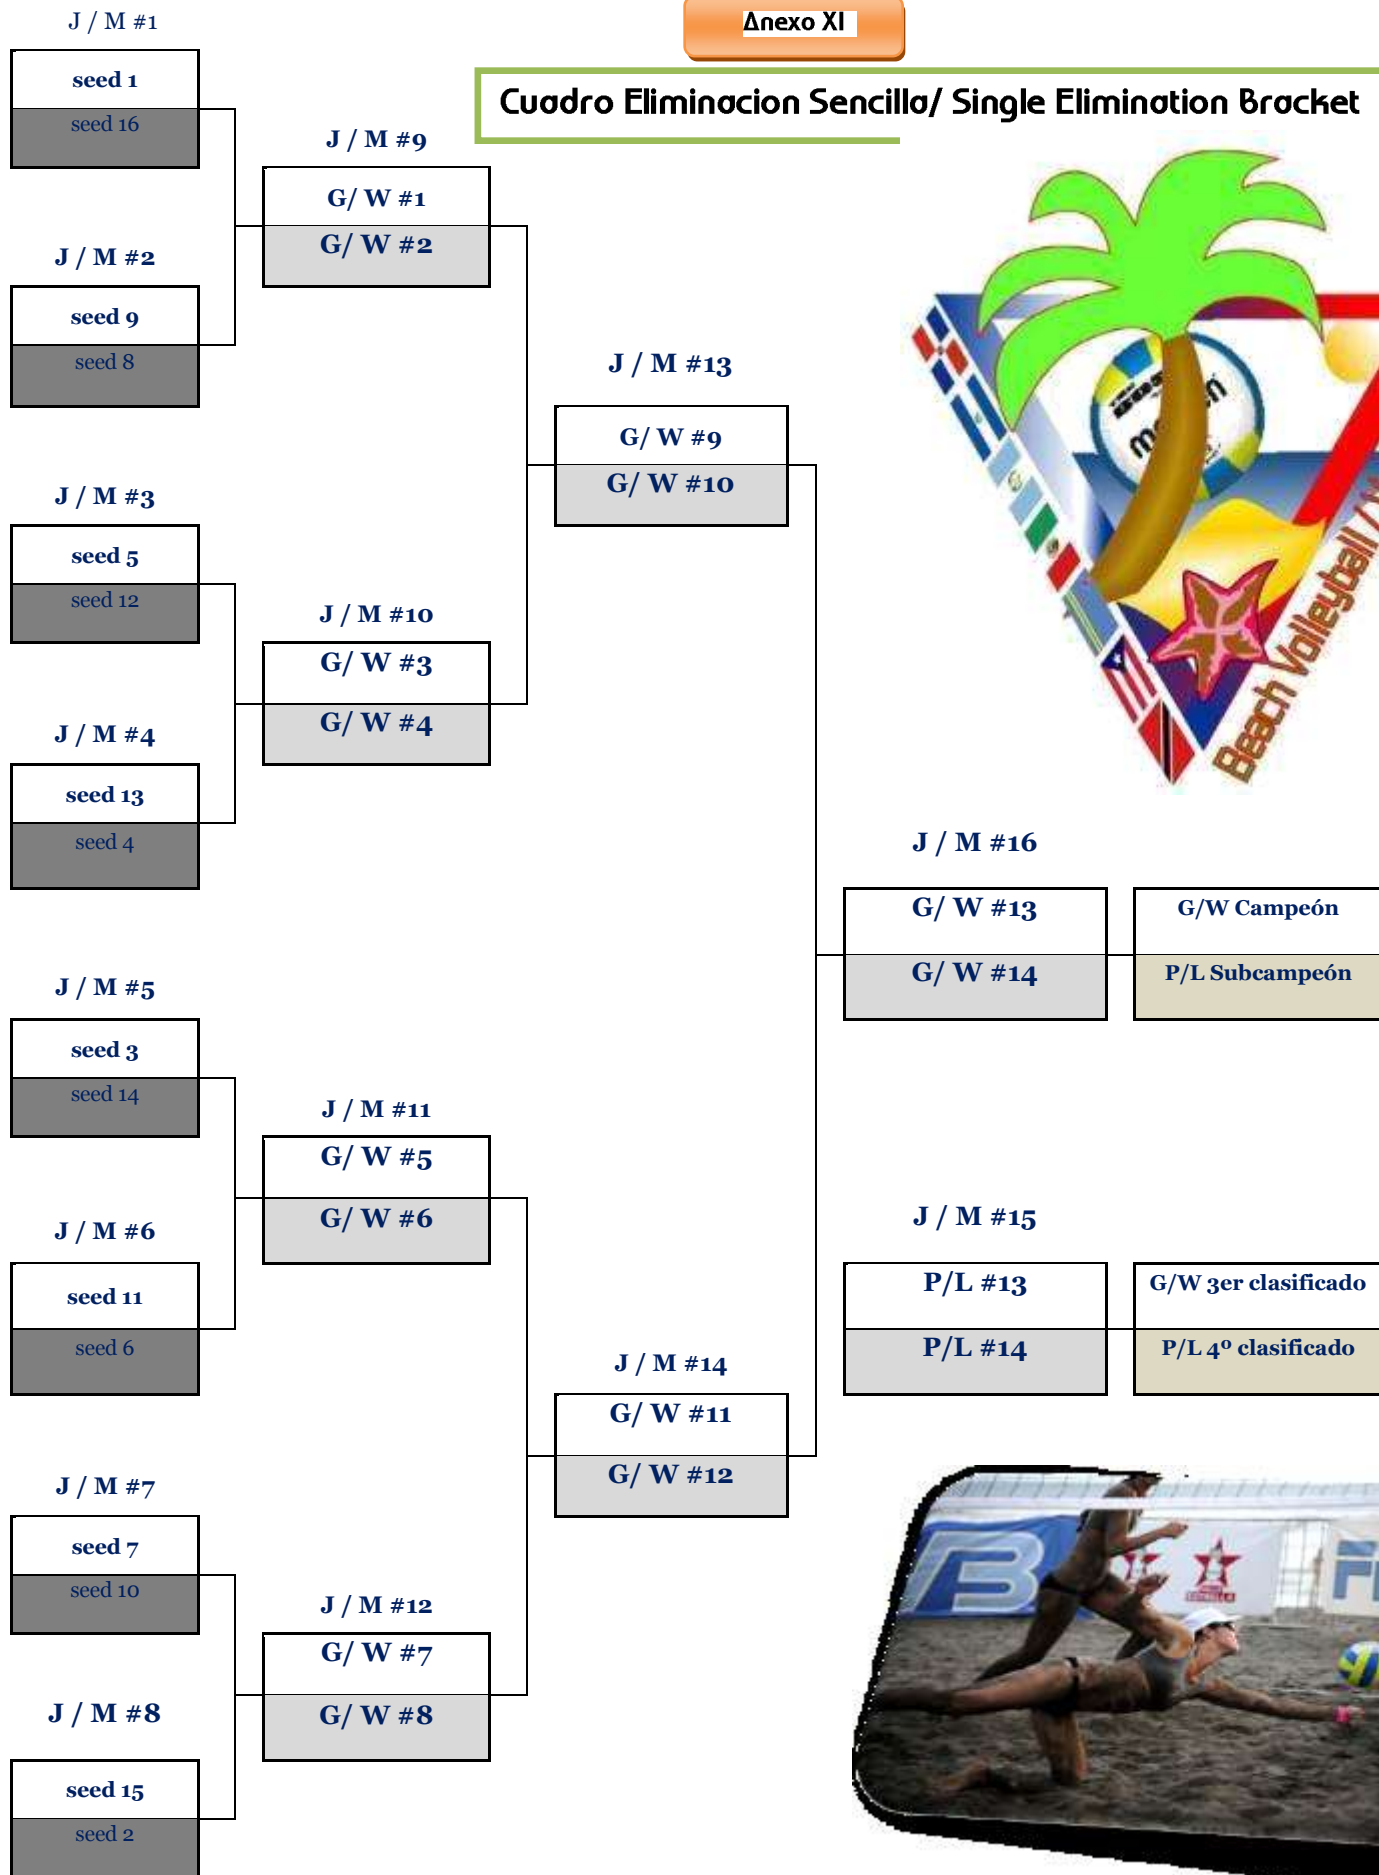 Anexo XI
Cuadro Eliminacion Sencilla/ Single Elimination Bracket
J / M #1
seed 1
seed 16
J / M #2
seed 9
seed 8
J / M #3
seed 5
seed 12
J / M #4
seed 13
seed 4
J / M #5
seed 3
seed 14
J / M #6
seed 11
seed 6
J / M #7
seed 7
seed 10
J / M #8
seed 15
seed 2
J / M #9
G/ W #1
G/ W #2
J / M #10
G/ W #3
G/ W #4
J / M #11
G/ W #5
G/ W #6
J / M #12
G/ W #7
G/ W #8
J / M #13
G/ W #9
G/ W #10
J / M #14
G/ W #11
G/ W #12
J / M #16
G/ W #13
G/ W #14
G/W Campeón
P/L Subcampeón
J / M #15
P/L #13
P/L #14
G/W 3er clasificado
P/L 4º clasificado
Beach Volleyball /